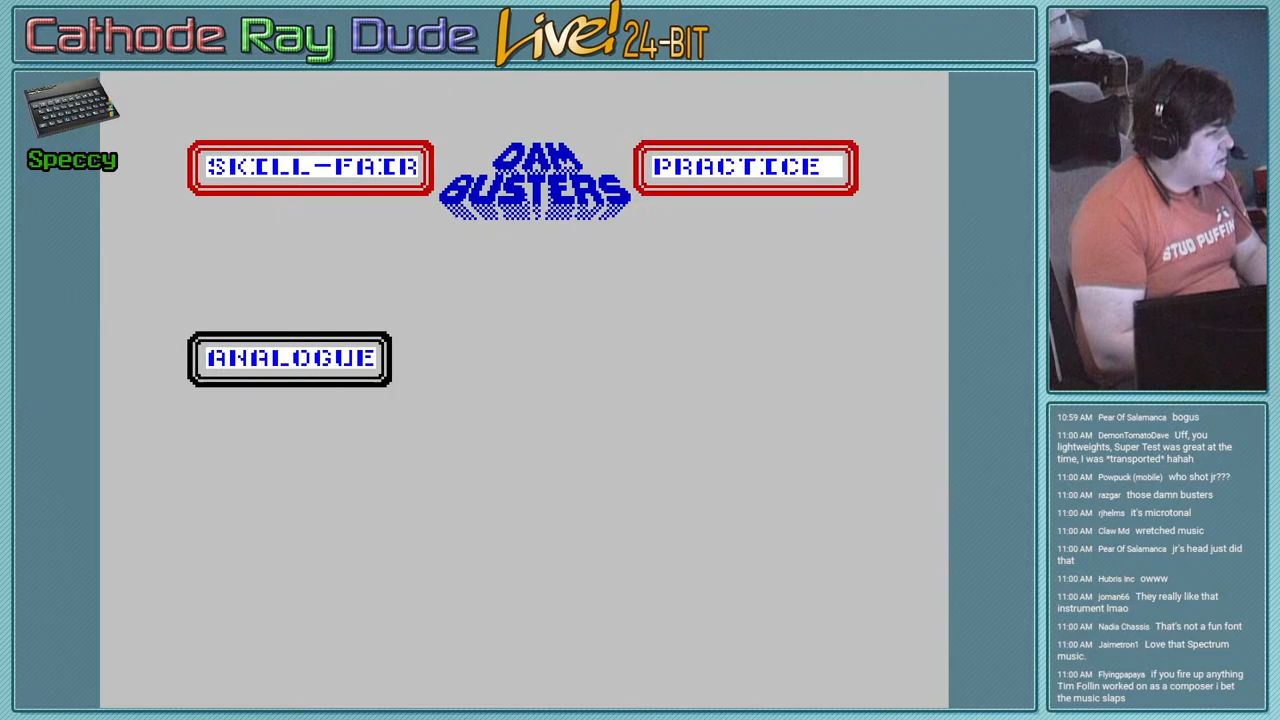 Cathode Ray Dude Live! 24-BIT
Speccy
SKILL-FAIR
DAM
BUSTERS
PRACTICE
ANALOGUE
STUD PUFFIN
10:59 AM Pear Of Salamanca bogus
11:00 AM DemonTomatoDave Uff, you
lightweights, Super Test was great at the
time, I was *transported* hahah
11:00 AM Powpuck (mobile) who shot jr???
11:00 AM razgar those damn busters
11:00 AM rjhelms it's microtonal
11:00 AM Claw Md wretched music
11:00 AM Pear Of Salamanca jr's head just did
that
11:00 AM Hubris Inc owww
11:00 AM joman66 They really like that
instrument lmao
11:00 AM Nadia Chassis That's not a fun font
11:00 AM Jaimetron1 Love that Spectrum
music.
11:00 AM Flyingpapaya if you fire up anything
Tim Follin worked on as a composer i bet
the music slaps